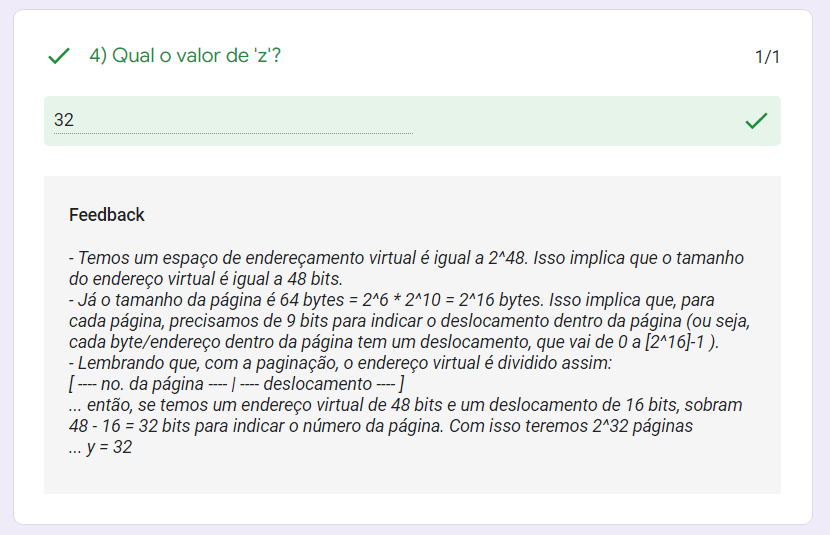 4) Qual o valor de 'z'?
1/1
32
Feedback
- Temos um espaço de endereçamento virtual é igual a 2^48. Isso implica que o tamanho
do endereço virtual é igual a 48 bits.
- Já o tamanho da página é 64 bytes = 2^6 * 2^10 = 2^16 bytes. Isso implica que, para
cada página, precisamos de 9 bits para indicar o deslocamento dentro da página (ou seja,
cada byte/endereço dentro da página tem um deslocamento, que vai de 0 a [2^16]-1 ).
- Lembrando que, com a paginação, o endereço virtual é dividido assim:
[ ---- no. da página ---- | ---- deslocamento ---- ]
... então, se temos um endereço virtual de 48 bits e um deslocamento de 16 bits, sobram
48 - 16 = 32 bits para indicar o número da página. Com isso teremos 2^32 páginas
... y = 32